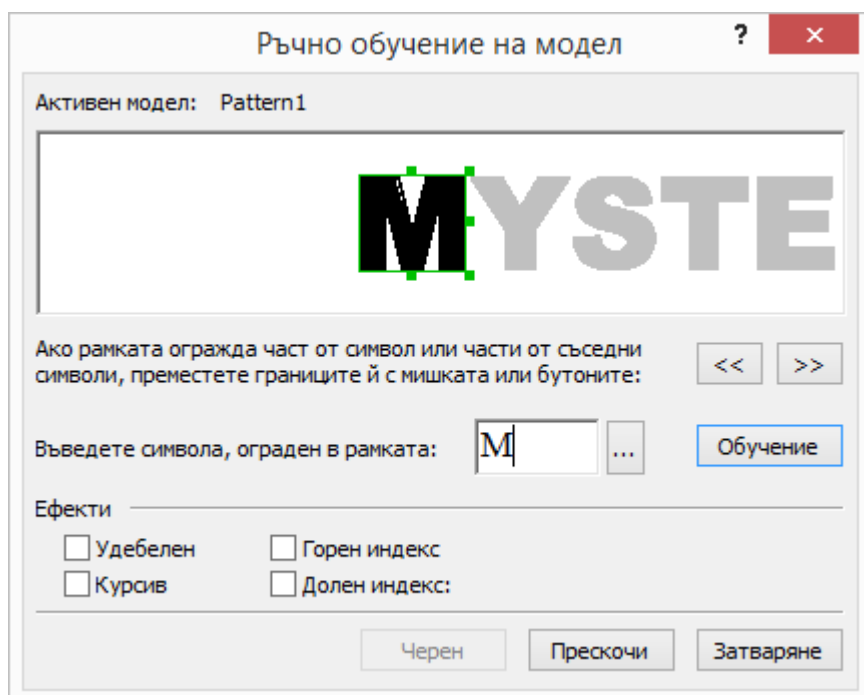 Ръчно обучение на модел ? ×
Активен модел: Pattern1
MYSTE
Ако рамката огражда част от символ или части от съседни
символи, преместете границите й с мишката или бутоните: << >>
Въведете символа, ограден в рамката: M ... Обучение
Ефекти
Удебелен Горен индекс
Курсив Долен индекс:
Черен Прескочи Затваряне